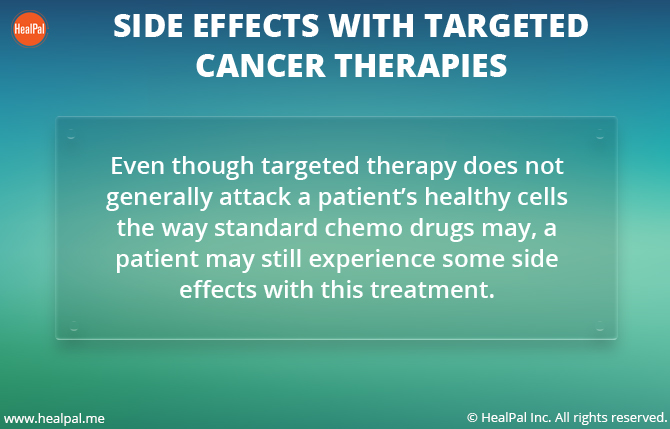 HealPal
SIDE EFFECTS WITH TARGETED
CANCER THERAPIES
Even though targeted therapy does not
generally attack a patient’s healthy cells
the way standard chemo drugs may, a
patient may still experience some side
effects with this treatment.
www.healpal.me
© HealPal Inc. All rights reserved.